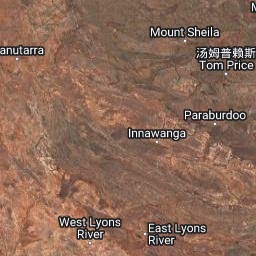 Mount Sheila
anutarra
汤姆普赖斯
Tom Price
Paraburdoo
Innawanga
West Lyons
River
East Lyons
River